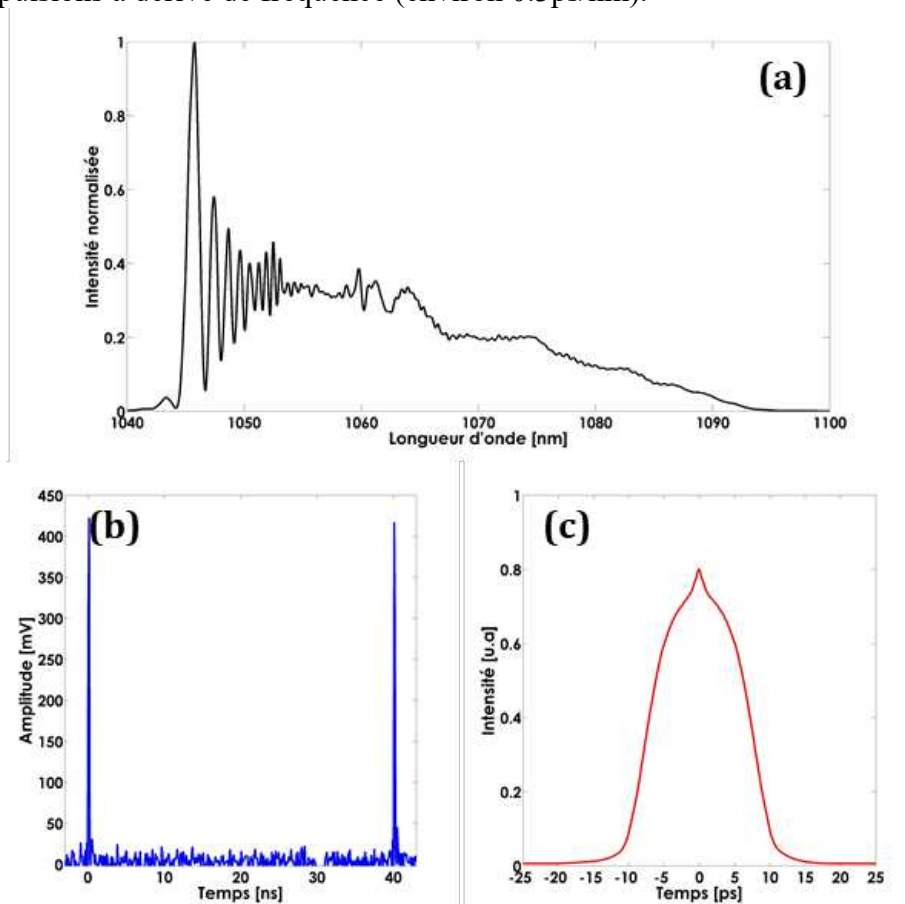 (a)
1
0.8
0.6
0.4
0.2
0
Intensité normalisée
1040 1050 1060 1070 1080 1090 1100
Longueur d'onde [nm]
(b)
450
400
350
300
250
200
150
100
50
0
Amplitude [mV]
0 10 20 30 40
Temps [ns]
(c)
1
0.8
0.6
0.4
0.2
0
Intensité [u.a]
-25 -20 -15 -10 -5 0 5 10 15 20 25
Temps [ps]